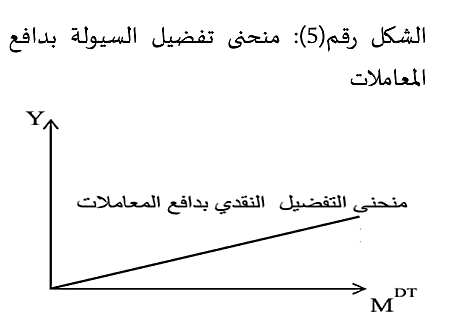 الشكل رقم(5): منحنى تفضيل السيولة بدافع
المعاملات
Y
منحنى التفضيل النقدي بدافع المعاملات
M^DT